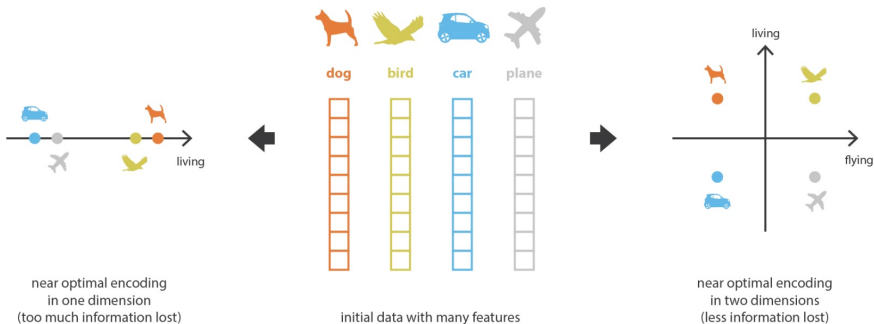 dog
bird
car
plane
living
near optimal encoding
in one dimension
(too much information lost)
initial data with many features
living
flying
near optimal encoding
in two dimensions
(less information lost)